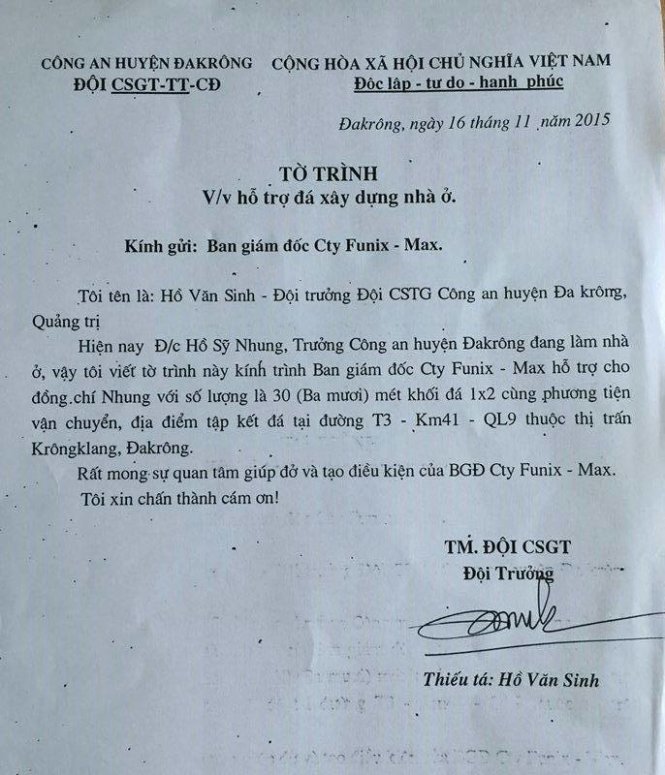 CÔNG AN HUYỆN ĐAKRÔNG CỘNG HÒA XÃ HỘI CHỦ NGHĨA VIỆT NAM
ĐỘI CSGT-TT-CĐ Đôc lâp - tư do - hanh phúc
Đakrông, ngày 16 tháng 11 năm 2015
TỜ TRÌNH
V/v hỗ trợ đá xây dựng nhà ở.
Kính gửi: Ban giám đốc Cty Funix - Max.
Tôi tên là: Hồ Văn Sinh - Đội trưởng Đội CSTG Công an huyện Đa krông,
Quảng trị
Hiện nay Đ/c Hồ Sỹ Nhung, Trưởng Công an huyện Đakrông đang làm nhà
ở, vậy tôi viết tờ trình này kính trình Ban giám đốc Cty Funix - Max hỗ trợ cho
đồng chí Nhung với số lượng là 30 (Ba mươi) mét khối đá 1x2 cùng phương tiện
vận chuyển, địa điểm tập kết đá tại đường T3 - Km41 - QL9 thuộc thị trấn
Krôngklang, Đakrông.
Rất mong sự quan tâm giúp đở và tạo điều kiện của BGĐ Cty Funix - Max.
Tôi xin chấn thành cám ơn!
TM. ĐỘI CSGT
Đội Trưởng
Thiếu tá: Hồ Văn Sinh